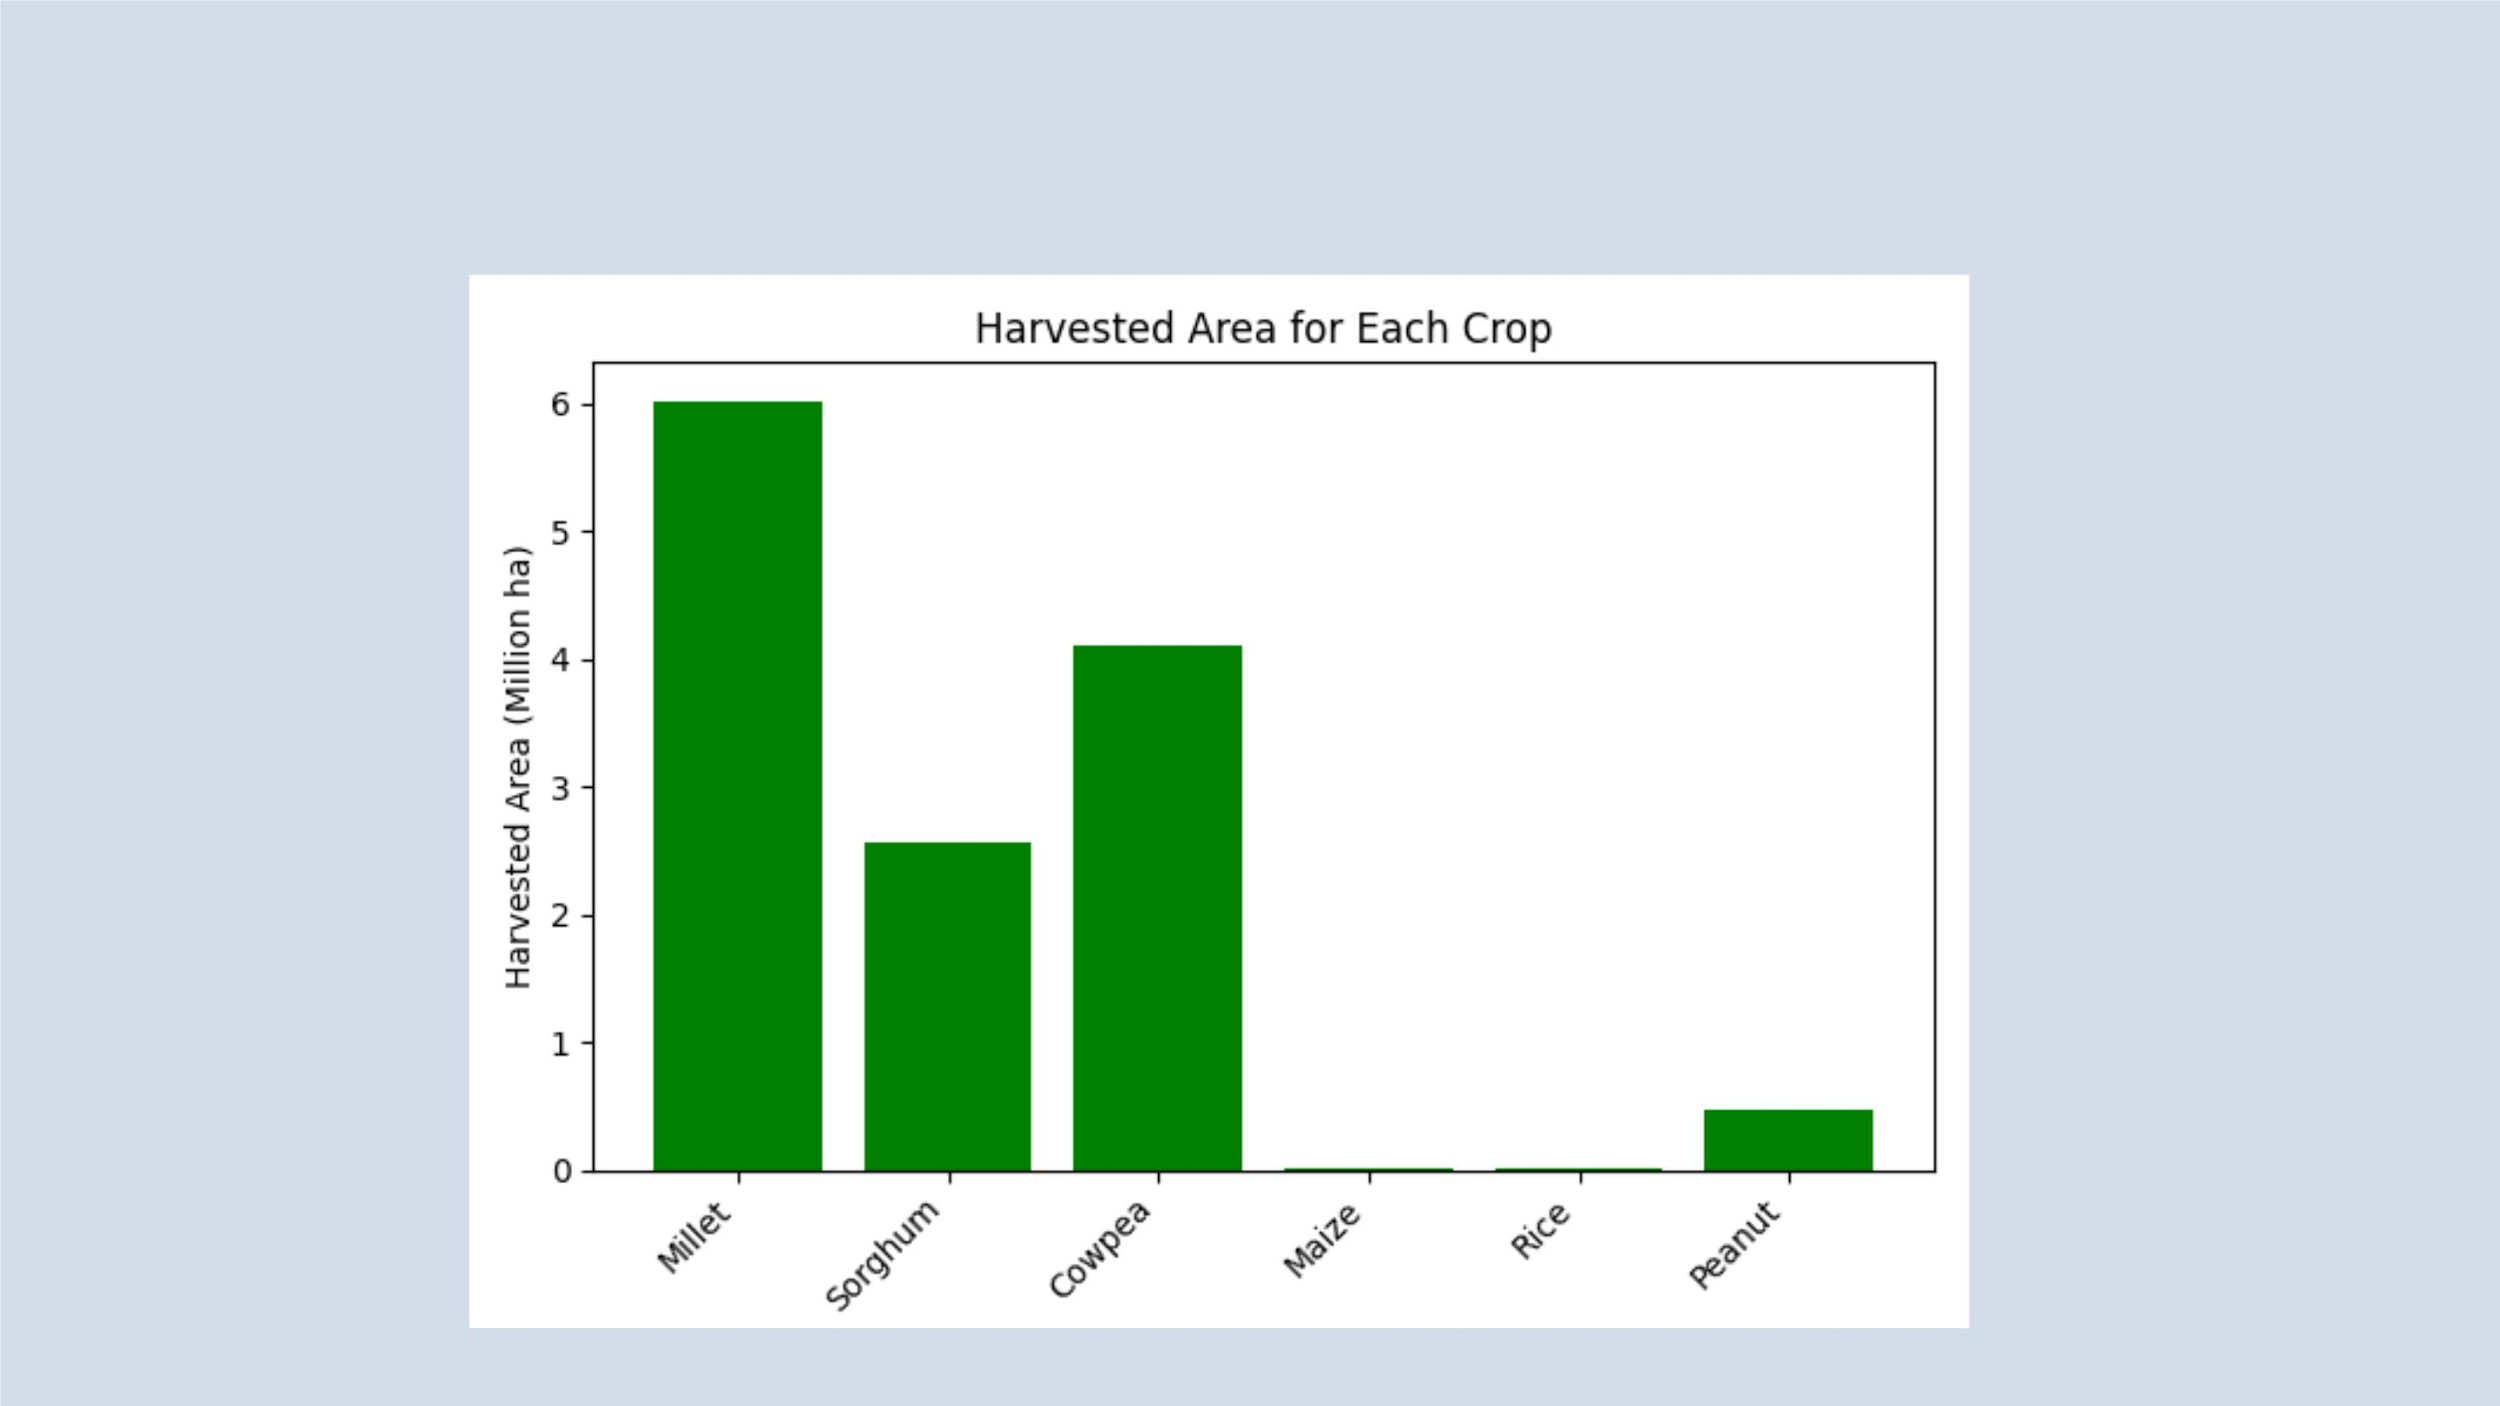 Harvested Area for Each Crop
Harvested Area (Million ha)
6
5
4
3
2
1
0
Millet
Sorghum
Cowpea
Maize
Rice
Peanut